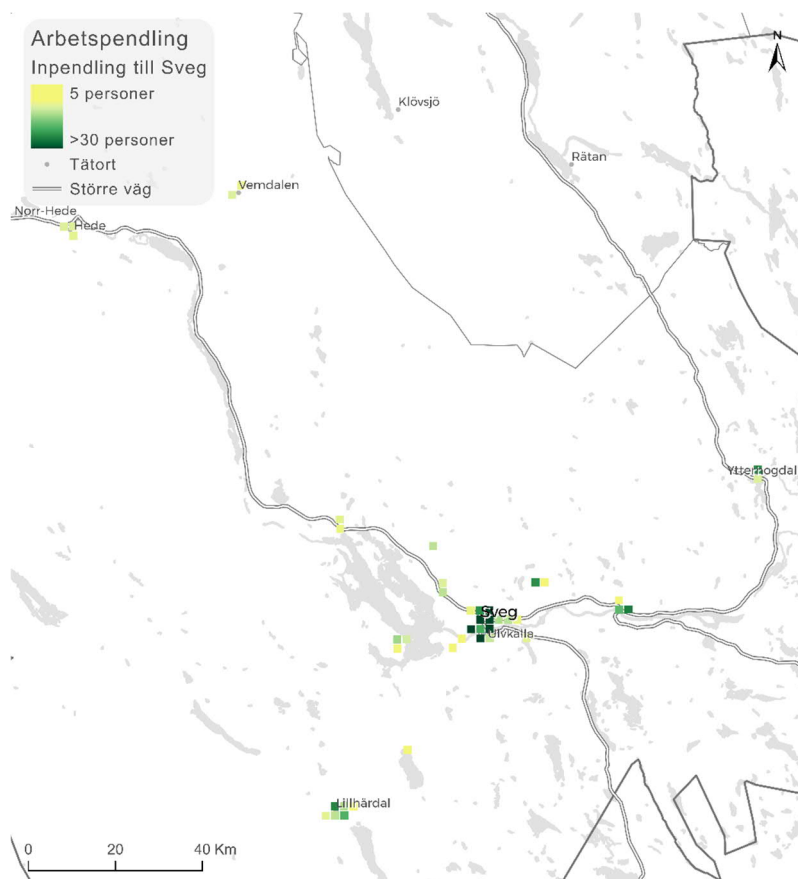 Arbetspendling
Inpendling till Sveg
5 personer
>30 personer
Tätort
Större väg
N
Klövsjö
Rätan
Vemdalen
Norr-Hede
Hede
Ytterhogdal
Sveg
Ulvkälla
Lillhärdal
0 20 40 Km